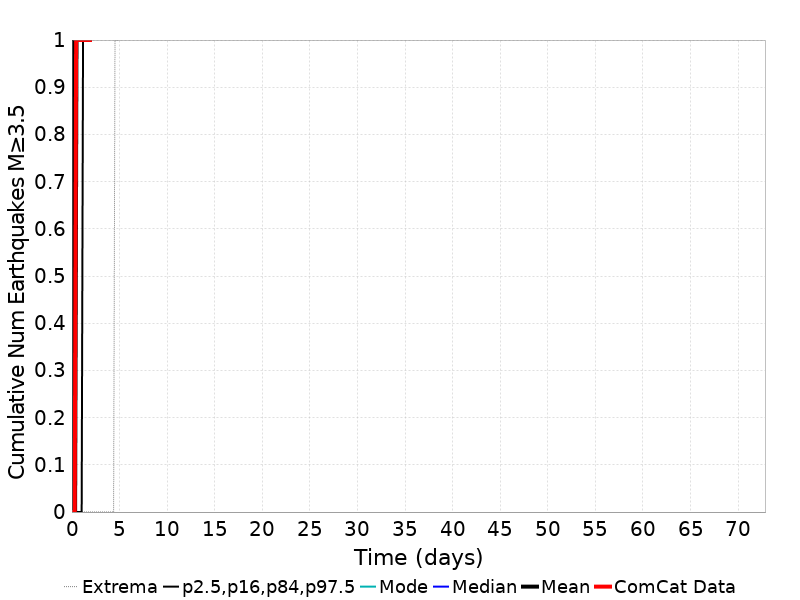 Cumulative Num Earthquakes M≥3.5
1
0.9
0.8
0.7
0.6
0.5
0.4
0.3
0.2
0.1
0
0 5 10 15 20 25 30 35 40 45 50 55 60 65 70
Time (days)
Extrema p2.5,p16,p84,p97.5 Mode Median Mean ComCat Data